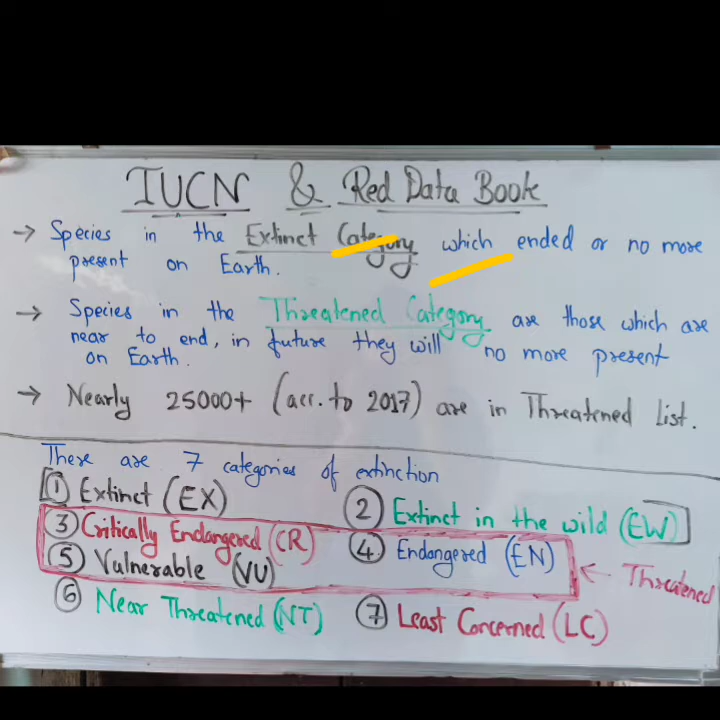 IUCN & Red Data Book
→ Species in the Extinct Category which ended or no more
present on Earth.
→ Species in the Threatened Category are those which are
near to end, in future they will no more present
on Earth.
→ Nearly 25000+ (acc. to 2017) are in Threatened List.
There are 7 categories of extinction
① Extinct (EX) ② Extinct in the wild (EW)
③ Critically Endangered (CR) ④ Endangered (EN)
⑤ Vulnerable (VU) ← Threatened
⑥ Near Threatened (NT) ⑦ Least Concerned (LC)